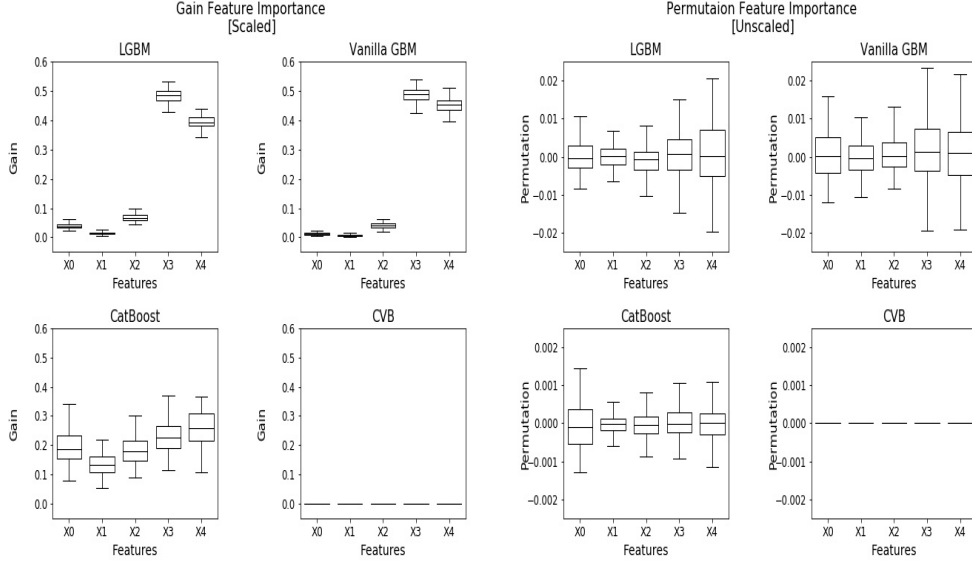 Gain Feature Importance
[Scaled]
Permutaion Feature Importance
[Unscaled]
LGBM
0.6
0.5
0.4
0.3
0.2
0.1
0.0
Gain
X0 X1 X2 X3 X4
Features
Vanilla GBM
0.6
0.5
0.4
0.3
0.2
0.1
0.0
Gain
X0 X1 X2 X3 X4
Features
LGBM
0.02
0.01
0.00
−0.01
−0.02
Permutation
X0 X1 X2 X3 X4
Features
Vanilla GBM
0.02
0.01
0.00
−0.01
−0.02
Permutation
X0 X1 X2 X3 X4
Features
CatBoost
0.6
0.5
0.4
0.3
0.2
0.1
0.0
Gain
X0 X1 X2 X3 X4
Features
CVB
0.6
0.5
0.4
0.3
0.2
0.1
0.0
Gain
X0 X1 X2 X3 X4
Features
CatBoost
0.002
0.001
0.000
−0.001
−0.002
Permutation
X0 X1 X2 X3 X4
Features
CVB
0.002
0.001
0.000
−0.001
−0.002
Permutation
X0 X1 X2 X3 X4
Features